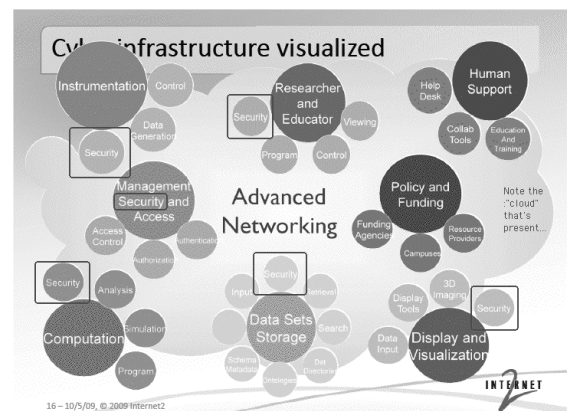 Cyberinfrastructure visualized
Instrumentation
Control
Data
Generation
Security
Researcher
and
Educator
Security
Viewing
Program
Control
Human
Support
Help
Desk
Collab
Tools
Education
And
Training
Management
Security and
Access
Access
Control
Authorization
Authentication
Advanced
Networking
Policy and
Funding
Funding
Agencies
Campuses
Resource
Providers
Note the
:"cloud"
that's
present...
Security
Analysis
Computation
Simulation
Program
Security
Input
Retrieval
Data Sets
Storage
Search
Schema
Metadata
Ontologies
Directories
3D
Imaging
Display
Tools
Security
Data
Input
Display and
Visualization
INTERNET
2
16 – 10/5/09, © 2009 Internet2